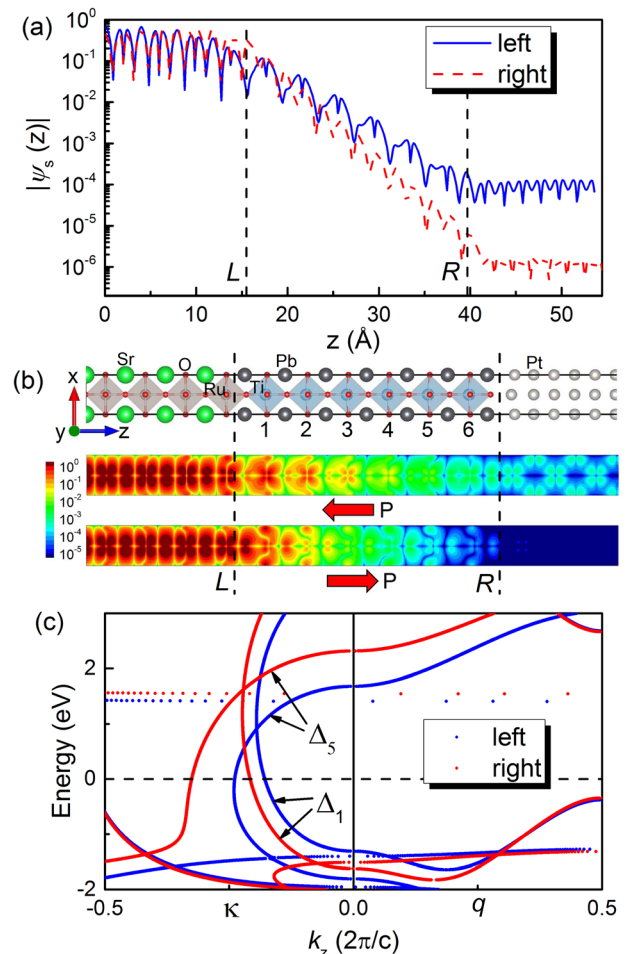 (a)
10⁰
10⁻¹
10⁻²
10⁻³
10⁻⁴
10⁻⁵
10⁻⁶
|ψₛ (z)|
left
right
L
R
0 10 20 30 40 50
z (Å)
(b)
Sr O Ru Ti Pb Pt
x
y z
1 2 3 4 5 6
10⁰
10⁻¹
10⁻²
10⁻³
10⁻⁴
10⁻⁵
P
P
L R
(c)
2
0
-2
Energy (eV)
Δ₅
Δ₁
left
right
-0.5 κ 0.0 q 0.5
k_z (2π/c)